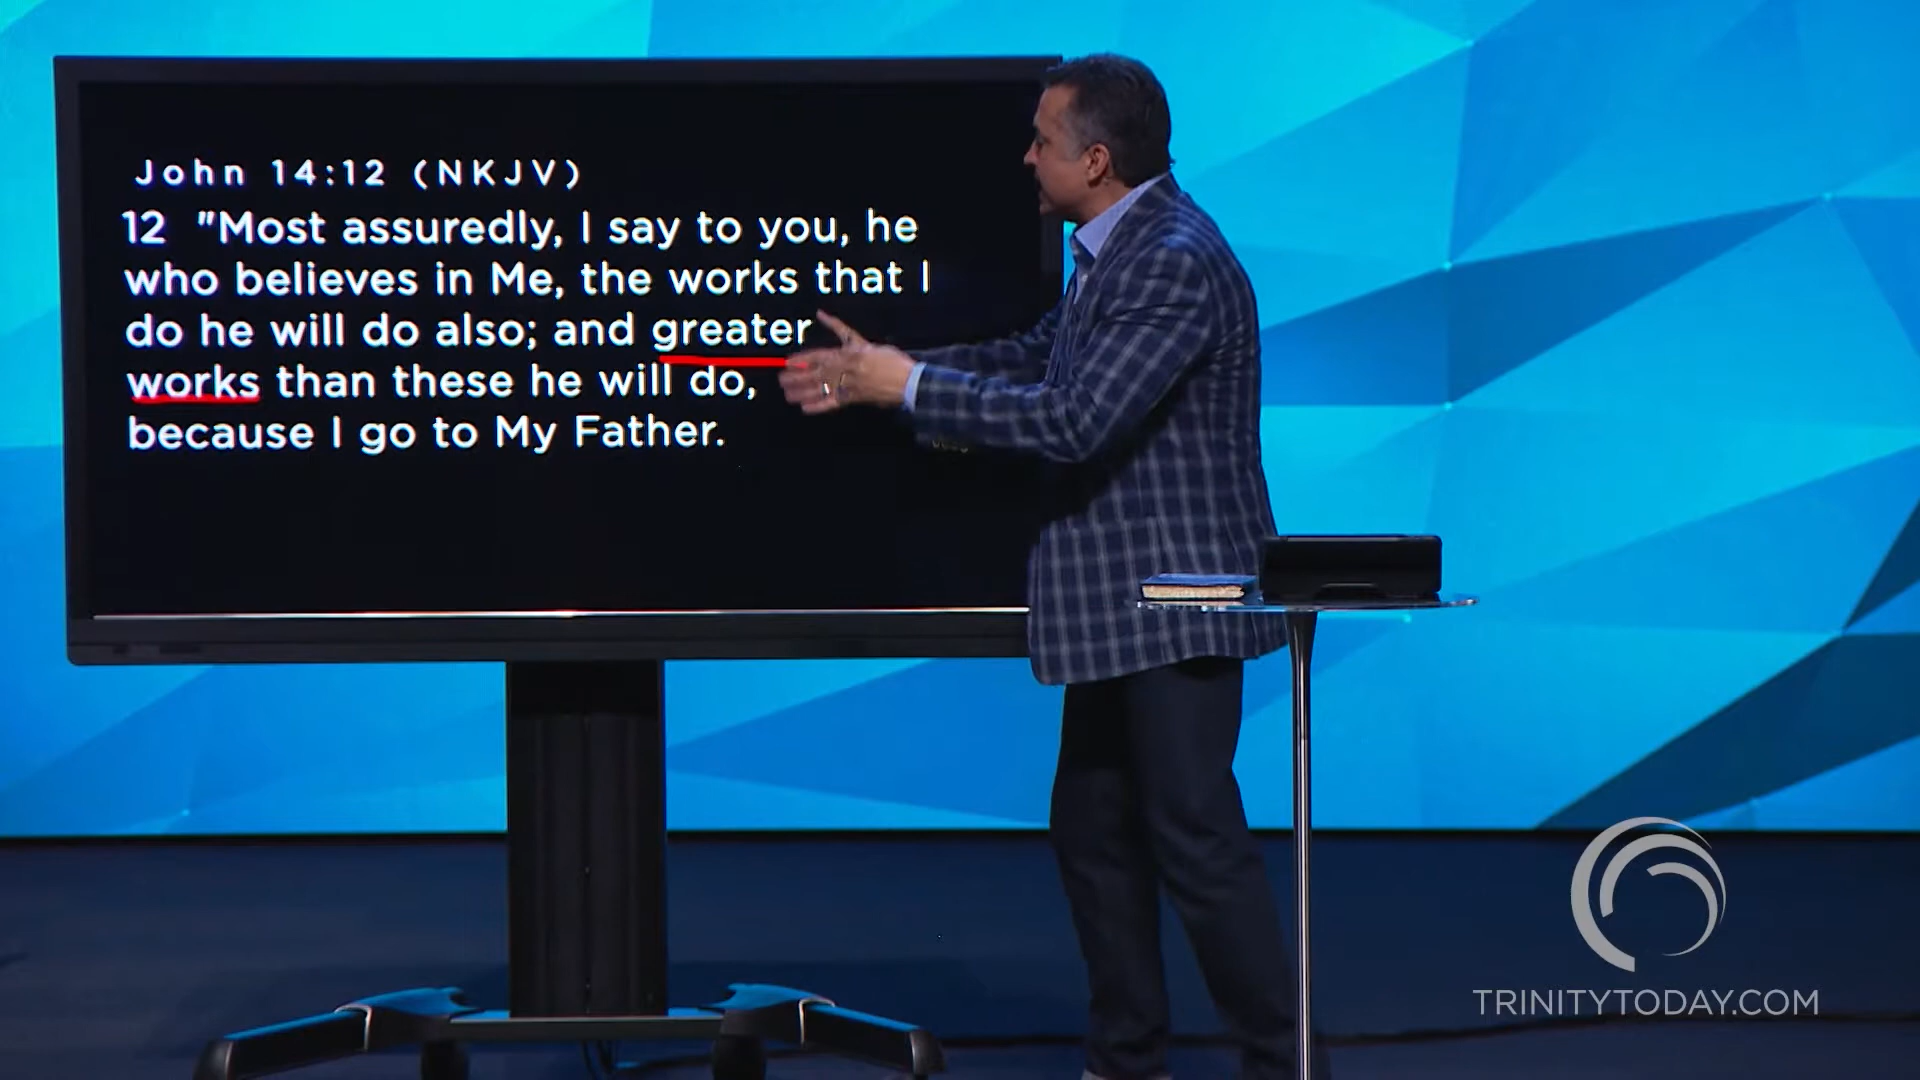 John 14:12 (NKJV)
12 "Most assuredly, I say to you, he
who believes in Me, the works that I
do he will do also; and greater
works than these he will do,
because I go to My Father.
TRINITYTODAY.COM